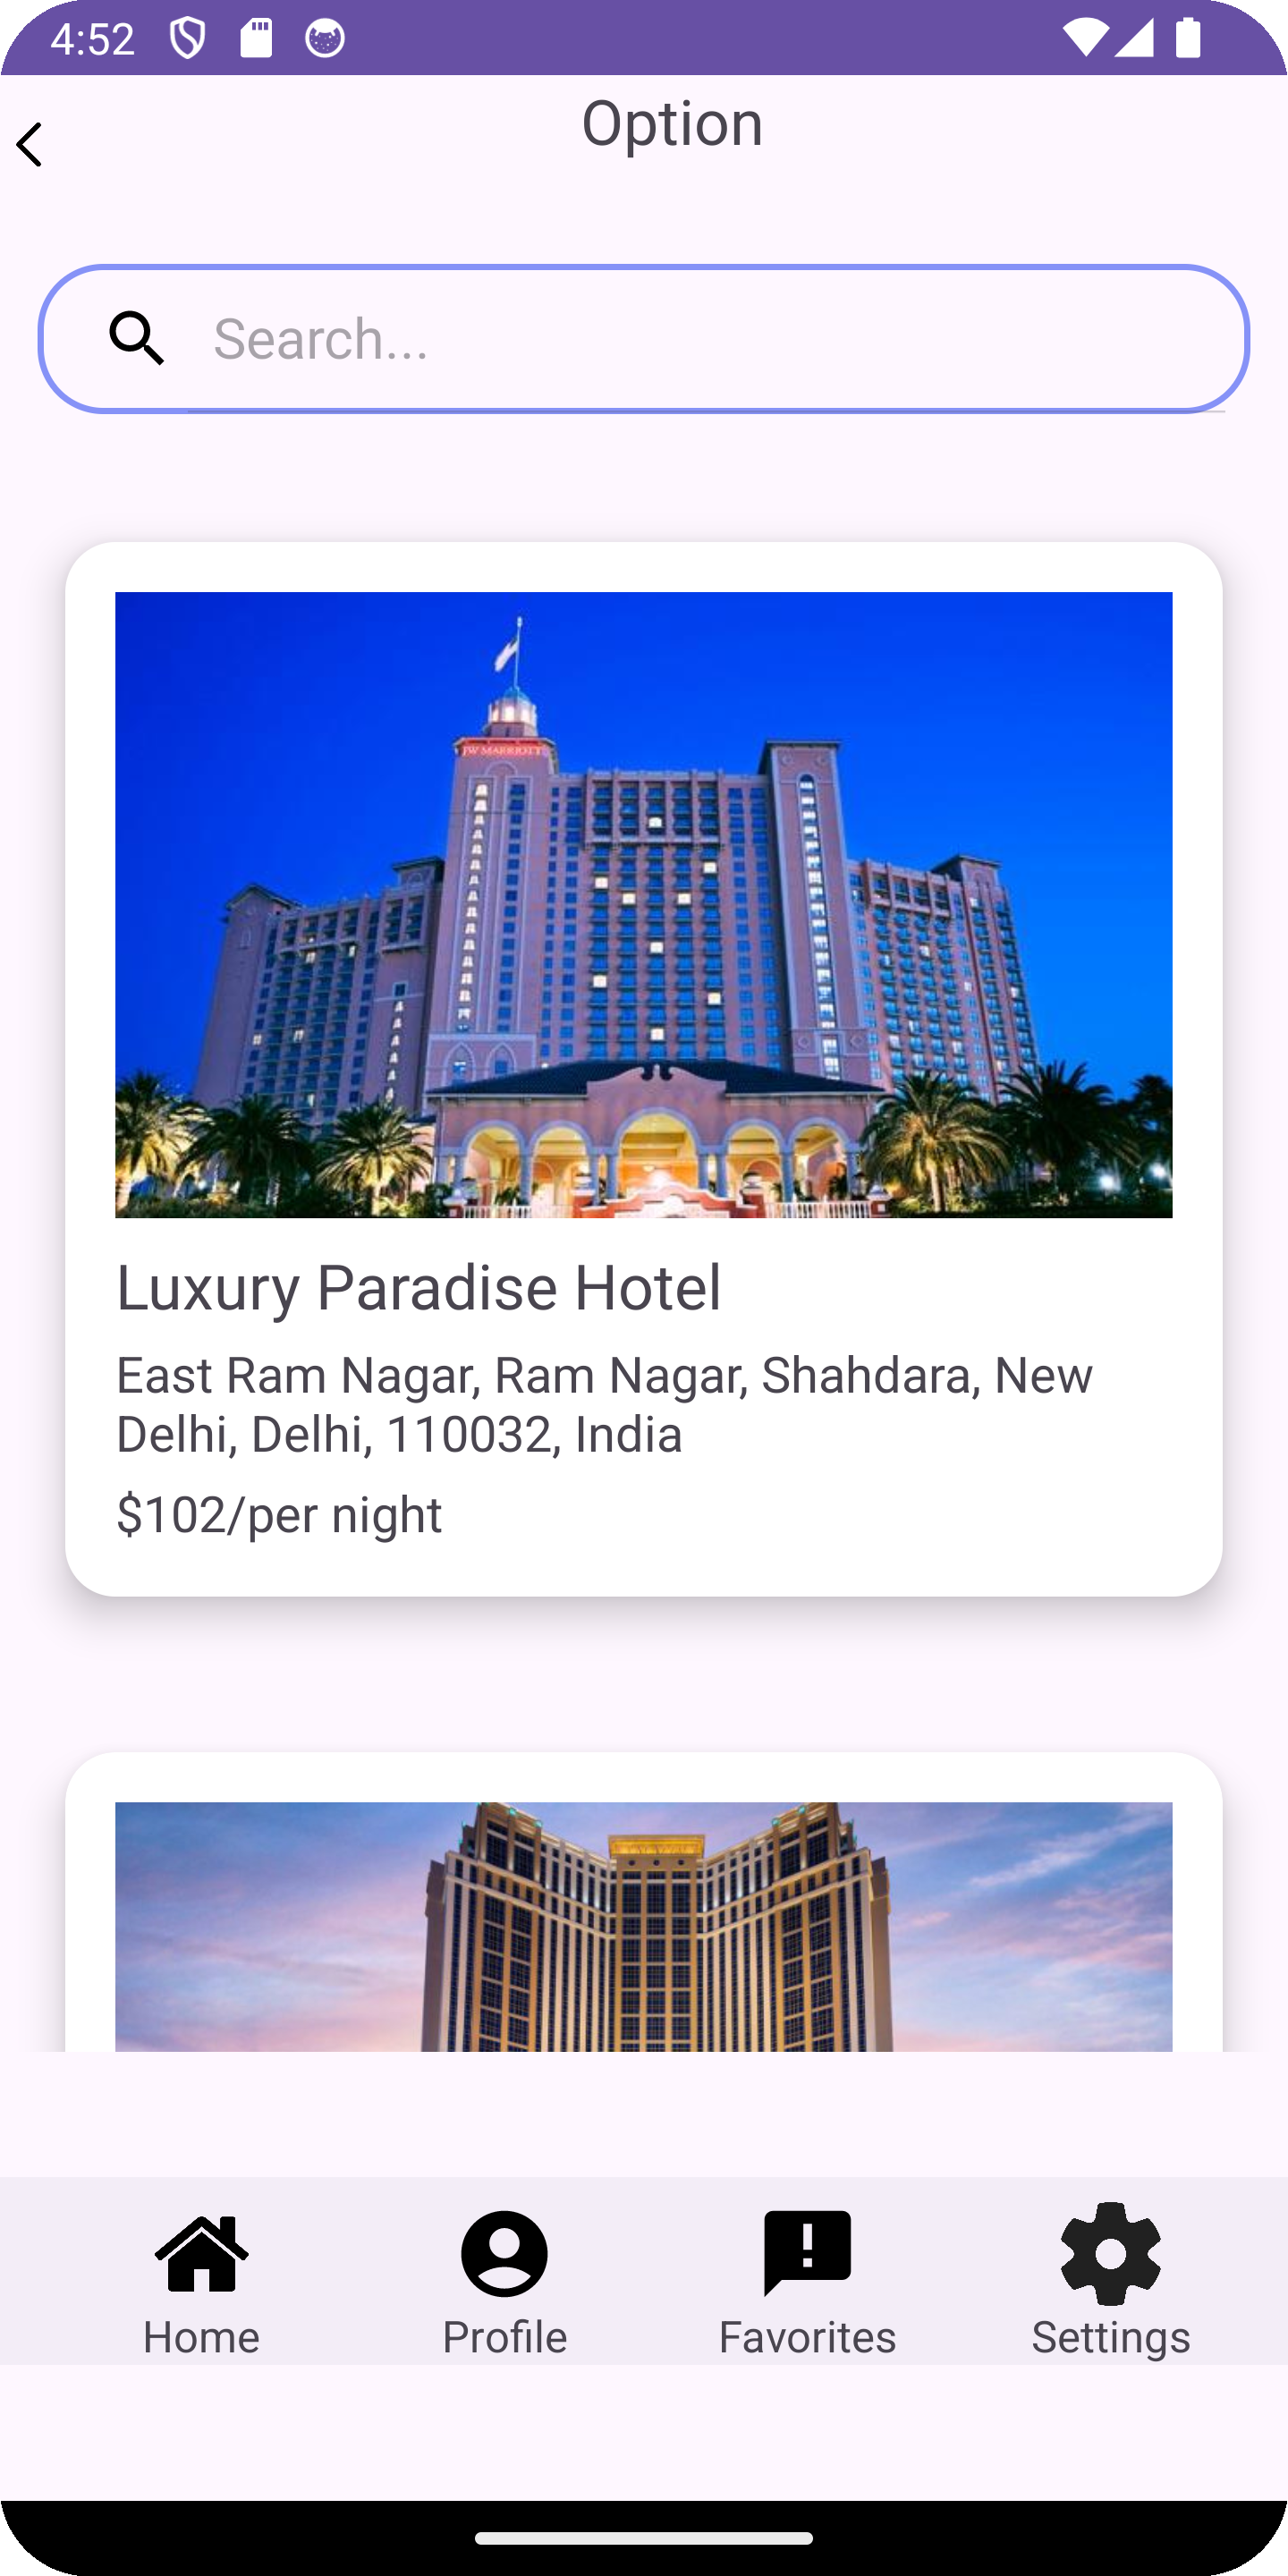 4:52
Option
Search...
JW MARRIOTT
Luxury Paradise Hotel
East Ram Nagar, Ram Nagar, Shahdara, New
Delhi, Delhi, 110032, India
$102/per night
Home
Profile
Favorites
Settings